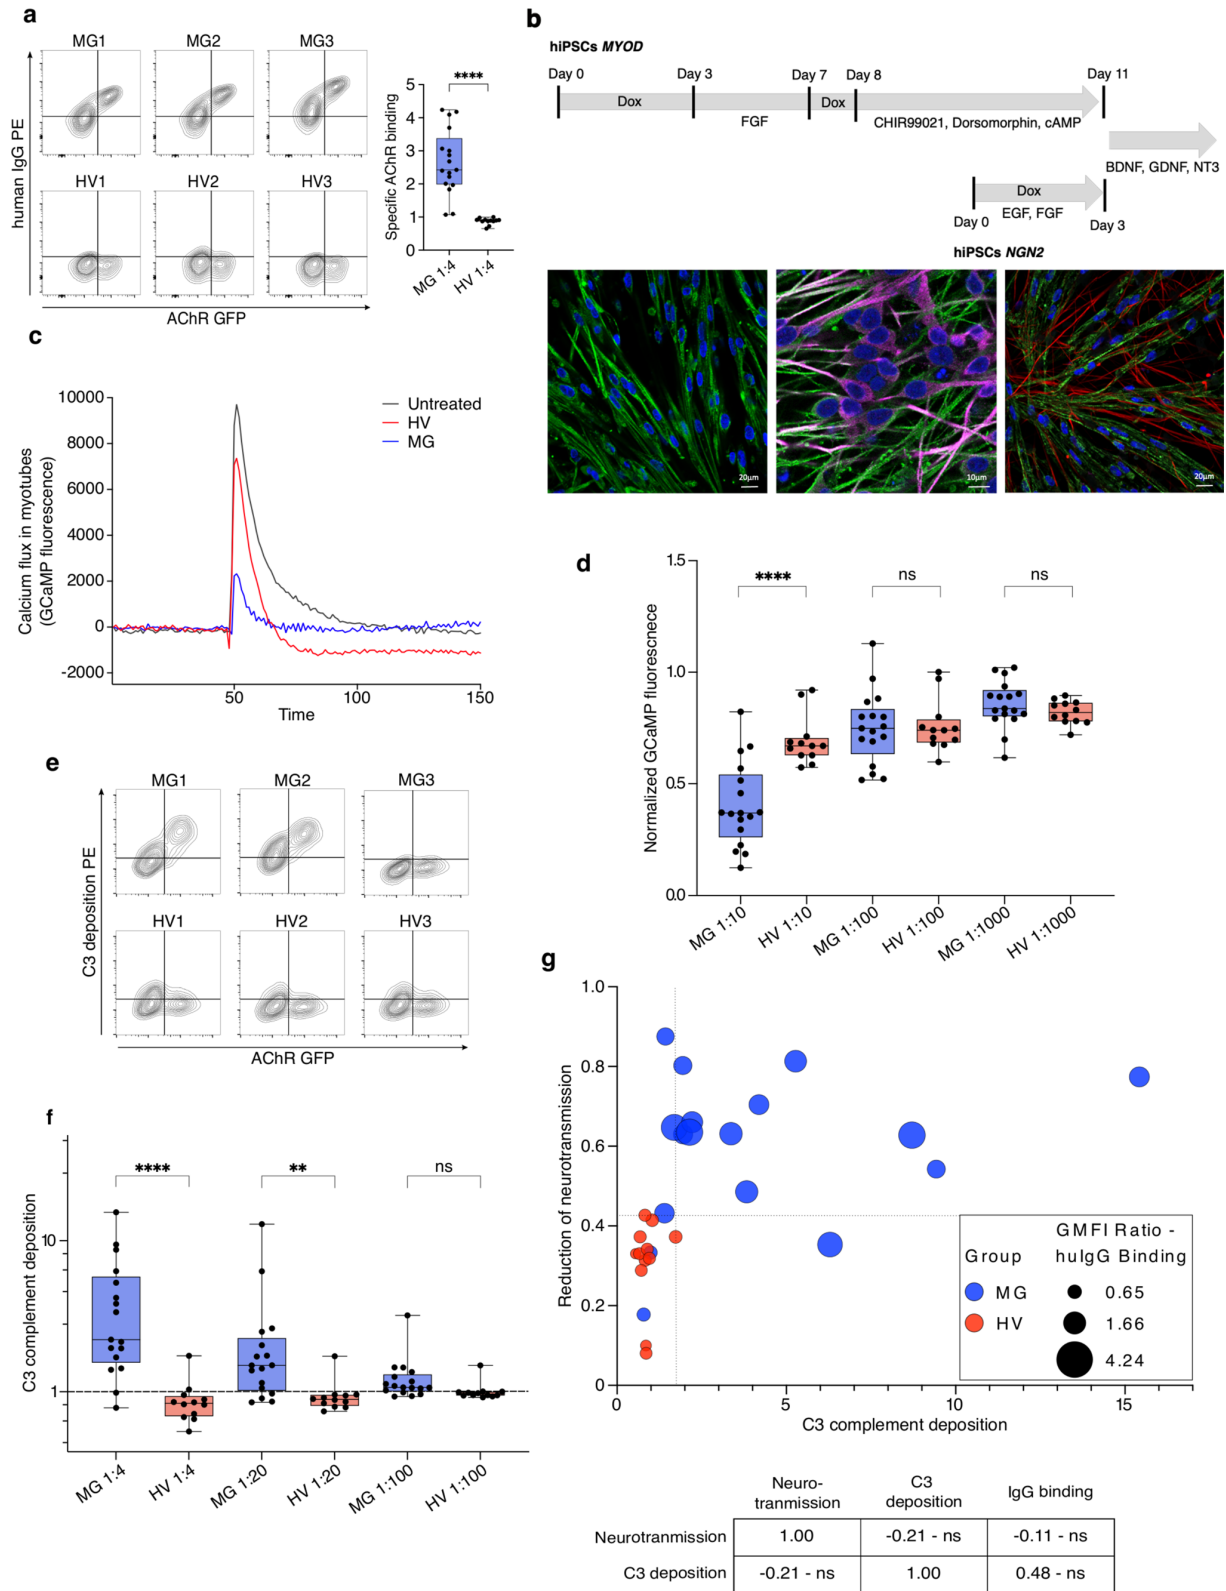 a
MG1 MG2 MG3
HV1 HV2 HV3
human IgG PE
AChR GFP
Specific AChR binding
5
4
3
2
1
0
****
MG 1:4
HV 1:4
b
hiPSCs MYOD
Day 0 Day 3 Day 7 Day 8 Day 11
Dox Dox
FGF
CHIR99021, Dorsomorphin, cAMP
BDNF, GDNF, NT3
Dox
EGF, FGF
Day 0 Day 3
hiPSCs NGN2
20μm 10μm 20μm
c
Calcium flux in myotubes
(GCaMP fluorescence)
10000
8000
6000
4000
2000
0
-2000
50 100 150
Time
Untreated
HV
MG
d
Normalized GCaMP fluorescnece
1.5
1.0
0.5
0.0
**** ns ns
MG 1:10
HV 1:10
MG 1:100
HV 1:100
MG 1:1000
HV 1:1000
e
MG1 MG2 MG3
HV1 HV2 HV3
C3 deposition PE
AChR GFP
f
C3 complement deposition
10
1
**** ** ns
MG 1:4
HV 1:4
MG 1:20
HV 1:20
MG 1:100
HV 1:100
g
Reduction of neurotransmission
1.0
0.8
0.6
0.4
0.2
0
0 5 10 15
C3 complement deposition
Group
MG
HV
GMFI Ratio -
huIgG Binding
0.65
1.66
4.24
Neuro-
tranmission
C3
deposition
IgG binding
Neurotranmission 1.00 -0.21 - ns -0.11 - ns
C3 deposition -0.21 - ns 1.00 0.48 - ns